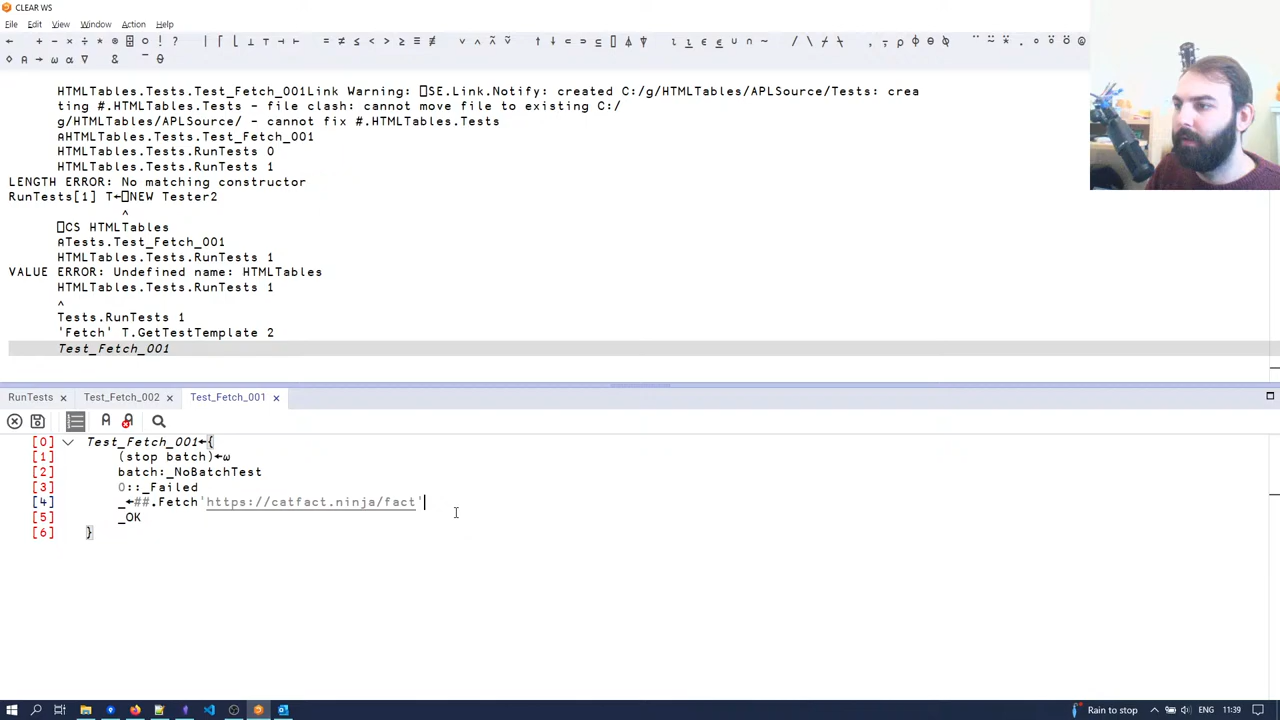 CLEAR WS
File Edit View Window Action Help
← + - × ÷ * ⍟ ⌹ ○ ! ? | ⌈ ⌊ ⊥ ⊤ ⊣ ⊢ = ≠ ≤ < > ≥ ≡ ≢ ∨ ∧ ⍲ ⍱ ↑ ↓ ⊂ ⊃ ⊆ ⌷ ⍋ ⍒ ⍳ ⍸ ∊ ⍷ ∪ ∩ ~ / \ ⌿ ⍀ , ⍪ ⍴ ⌽ ⊖ ⍉ ¨ ⍨ ⍣ . ∘ ⍤ ⍥ @
⋄ ⍝ → ⍵ ⍺ ∇ & ¯ ⍬
HTMLTables.Tests.Test_Fetch_001Link Warning: ⎕SE.Link.Notify: created C:/g/HTMLTables/APLSource/Tests: crea
ting #.HTMLTables.Tests - file clash: cannot move file to existing C:/
g/HTMLTables/APLSource/ - cannot fix #.HTMLTables.Tests
⍝HTMLTables.Tests.Test_Fetch_001
HTMLTables.Tests.RunTests 0
HTMLTables.Tests.RunTests 1
LENGTH ERROR: No matching constructor
RunTests[1] T←⎕NEW Tester2
^
⎕CS HTMLTables
⍝Tests.Test_Fetch_001
HTMLTables.Tests.RunTests 1
VALUE ERROR: Undefined name: HTMLTables
HTMLTables.Tests.RunTests 1
^
Tests.RunTests 1
'Fetch' T.GetTestTemplate 2
Test_Fetch_001
RunTests × Test_Fetch_002 × Test_Fetch_001 ×
[0] Test_Fetch_001←{
[1] (stop batch)←⍵
[2] batch:_NoBatchTest
[3] 0::_Failed
[4] _←##.Fetch'https://catfact.ninja/fact'
[5] _OK
[6] }
Rain to stop ENG 11:39